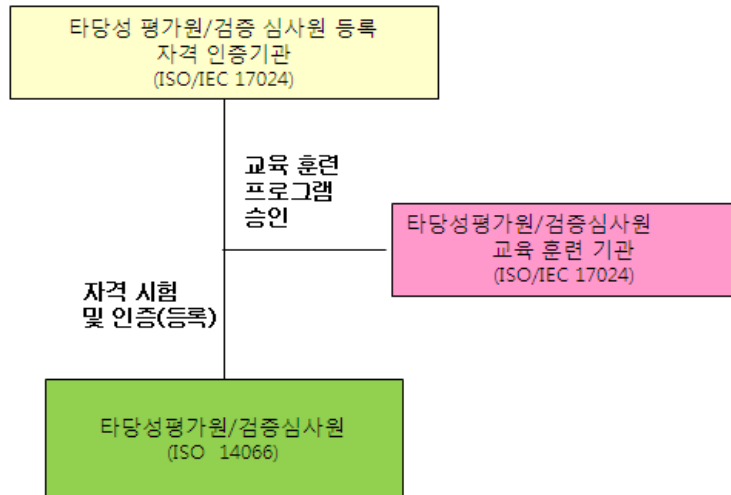 타당성 평가원/검증 심사원 등록
자격 인증기관
(ISO/IEC 17024)
교육 훈련
프로그램
승인
타당성평가원/검증심사원
교육 훈련 기관
(ISO/IEC 17024)
자격 시험
및 인증(등록)
타당성평가원/검증심사원
(ISO 14066)